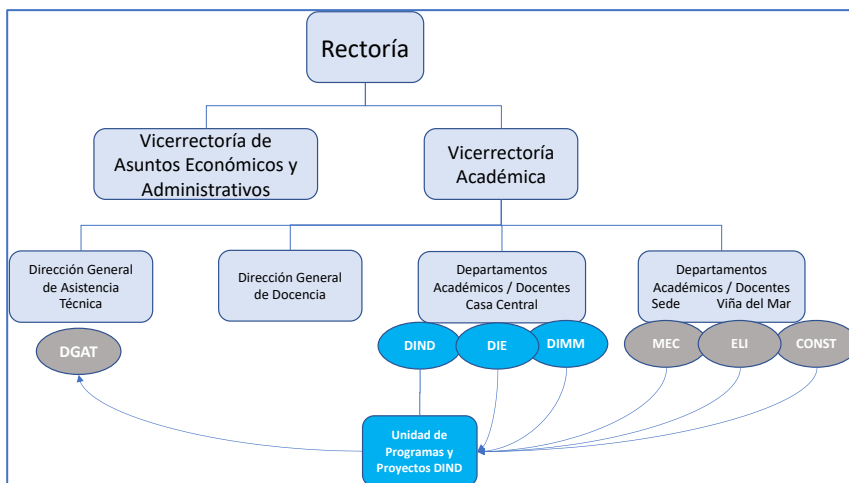 Rectoría
Vicerrectoría de
Asuntos Económicos y
Administrativos
Vicerrectoría
Académica
Dirección General
de Asistencia
Técnica
Dirección General
de Docencia
Departamentos
Académicos / Docentes
Casa Central
Departamentos
Académicos / Docentes
Sede Viña del Mar
DGAT
DIND
DIE
DIMM
MEC
ELI
CONST
Unidad de
Programas y
Proyectos DIND